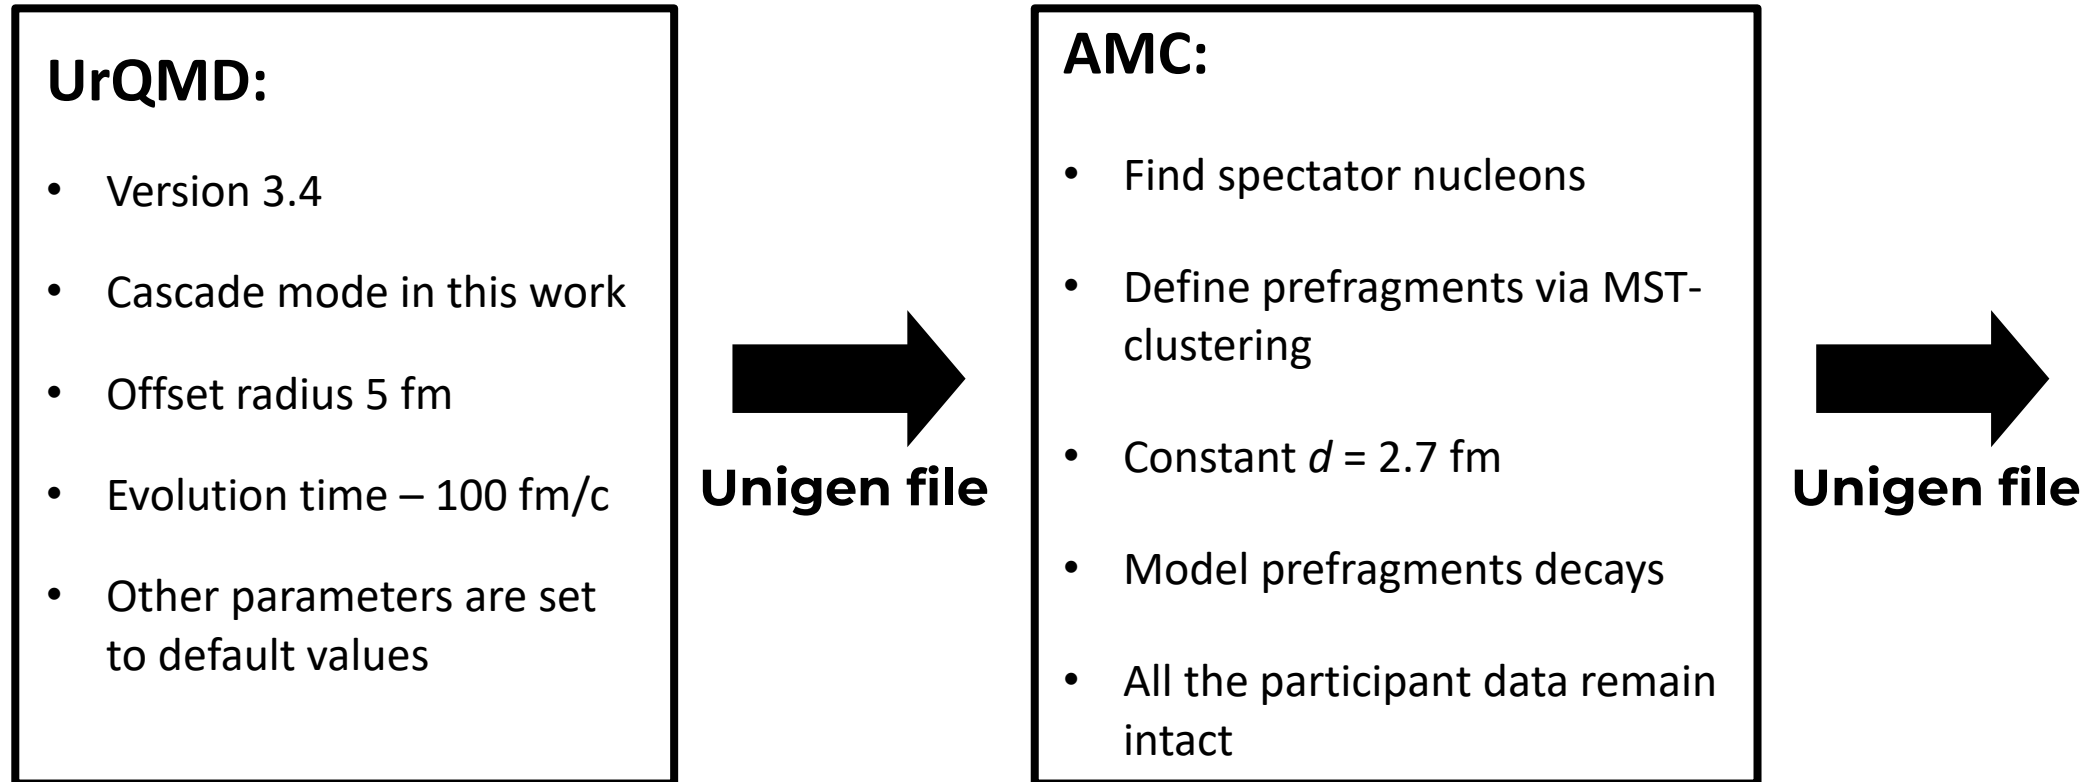 UrQMD:
• Version 3.4
• Cascade mode in this work
• Offset radius 5 fm
• Evolution time – 100 fm/c
• Other parameters are set
to default values
Unigen file
AMC:
• Find spectator nucleons
• Define prefragments via MST-
clustering
• Constant d = 2.7 fm
• Model prefragments decays
• All the participant data remain
intact
Unigen file